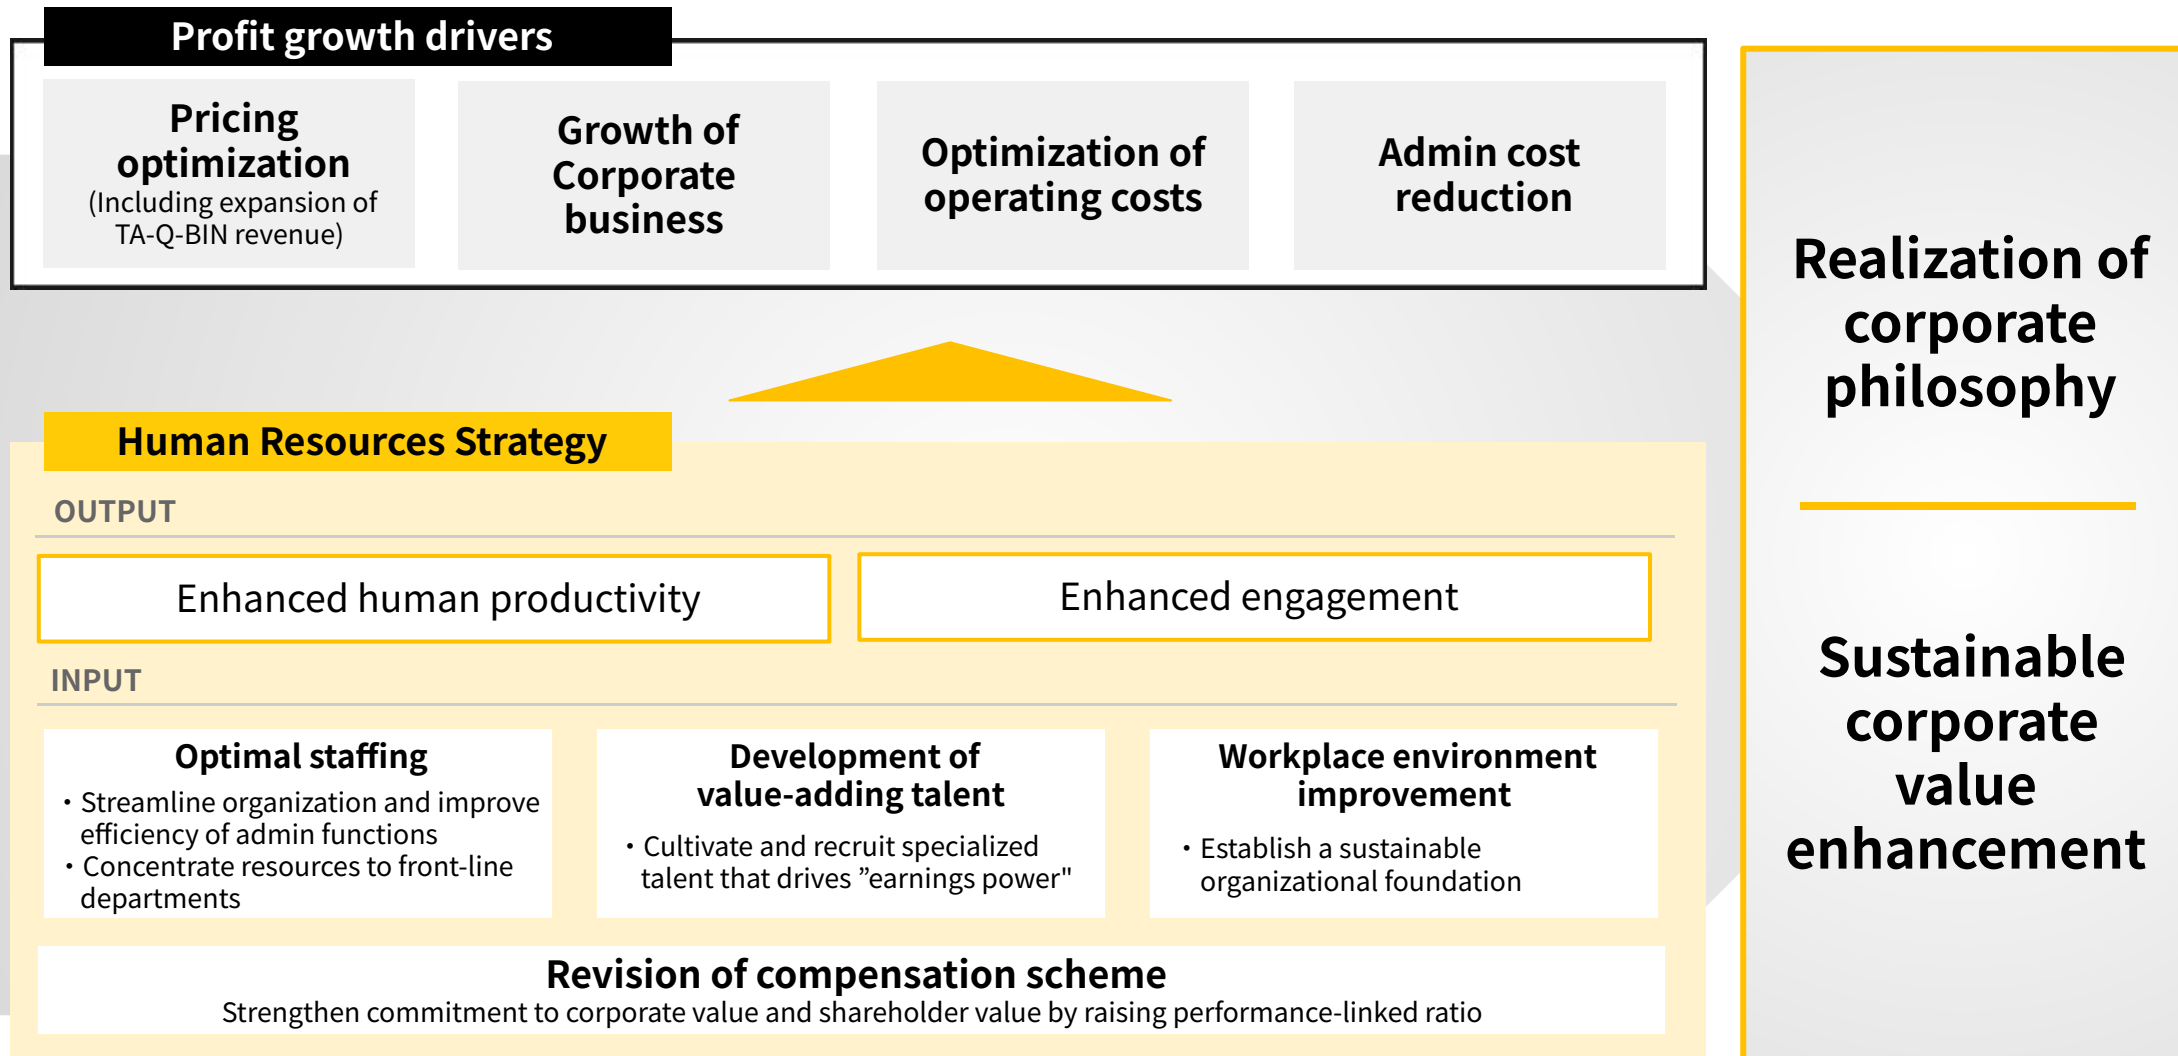 Profit growth drivers
Pricing
optimization
(Including expansion of
TA-Q-BIN revenue)
Growth of
Corporate
business
Optimization of
operating costs
Admin cost
reduction
Human Resources Strategy
OUTPUT
Enhanced human productivity
Enhanced engagement
INPUT
Optimal staffing
・Streamline organization and improve
efficiency of admin functions
・Concentrate resources to front-line
departments
Development of
value-adding talent
・Cultivate and recruit specialized
talent that drives ”earnings power"
Workplace environment
improvement
・Establish a sustainable
organizational foundation
Revision of compensation scheme
Strengthen commitment to corporate value and shareholder value by raising performance-linked ratio
Realization of
corporate
philosophy
Sustainable
corporate
value
enhancement